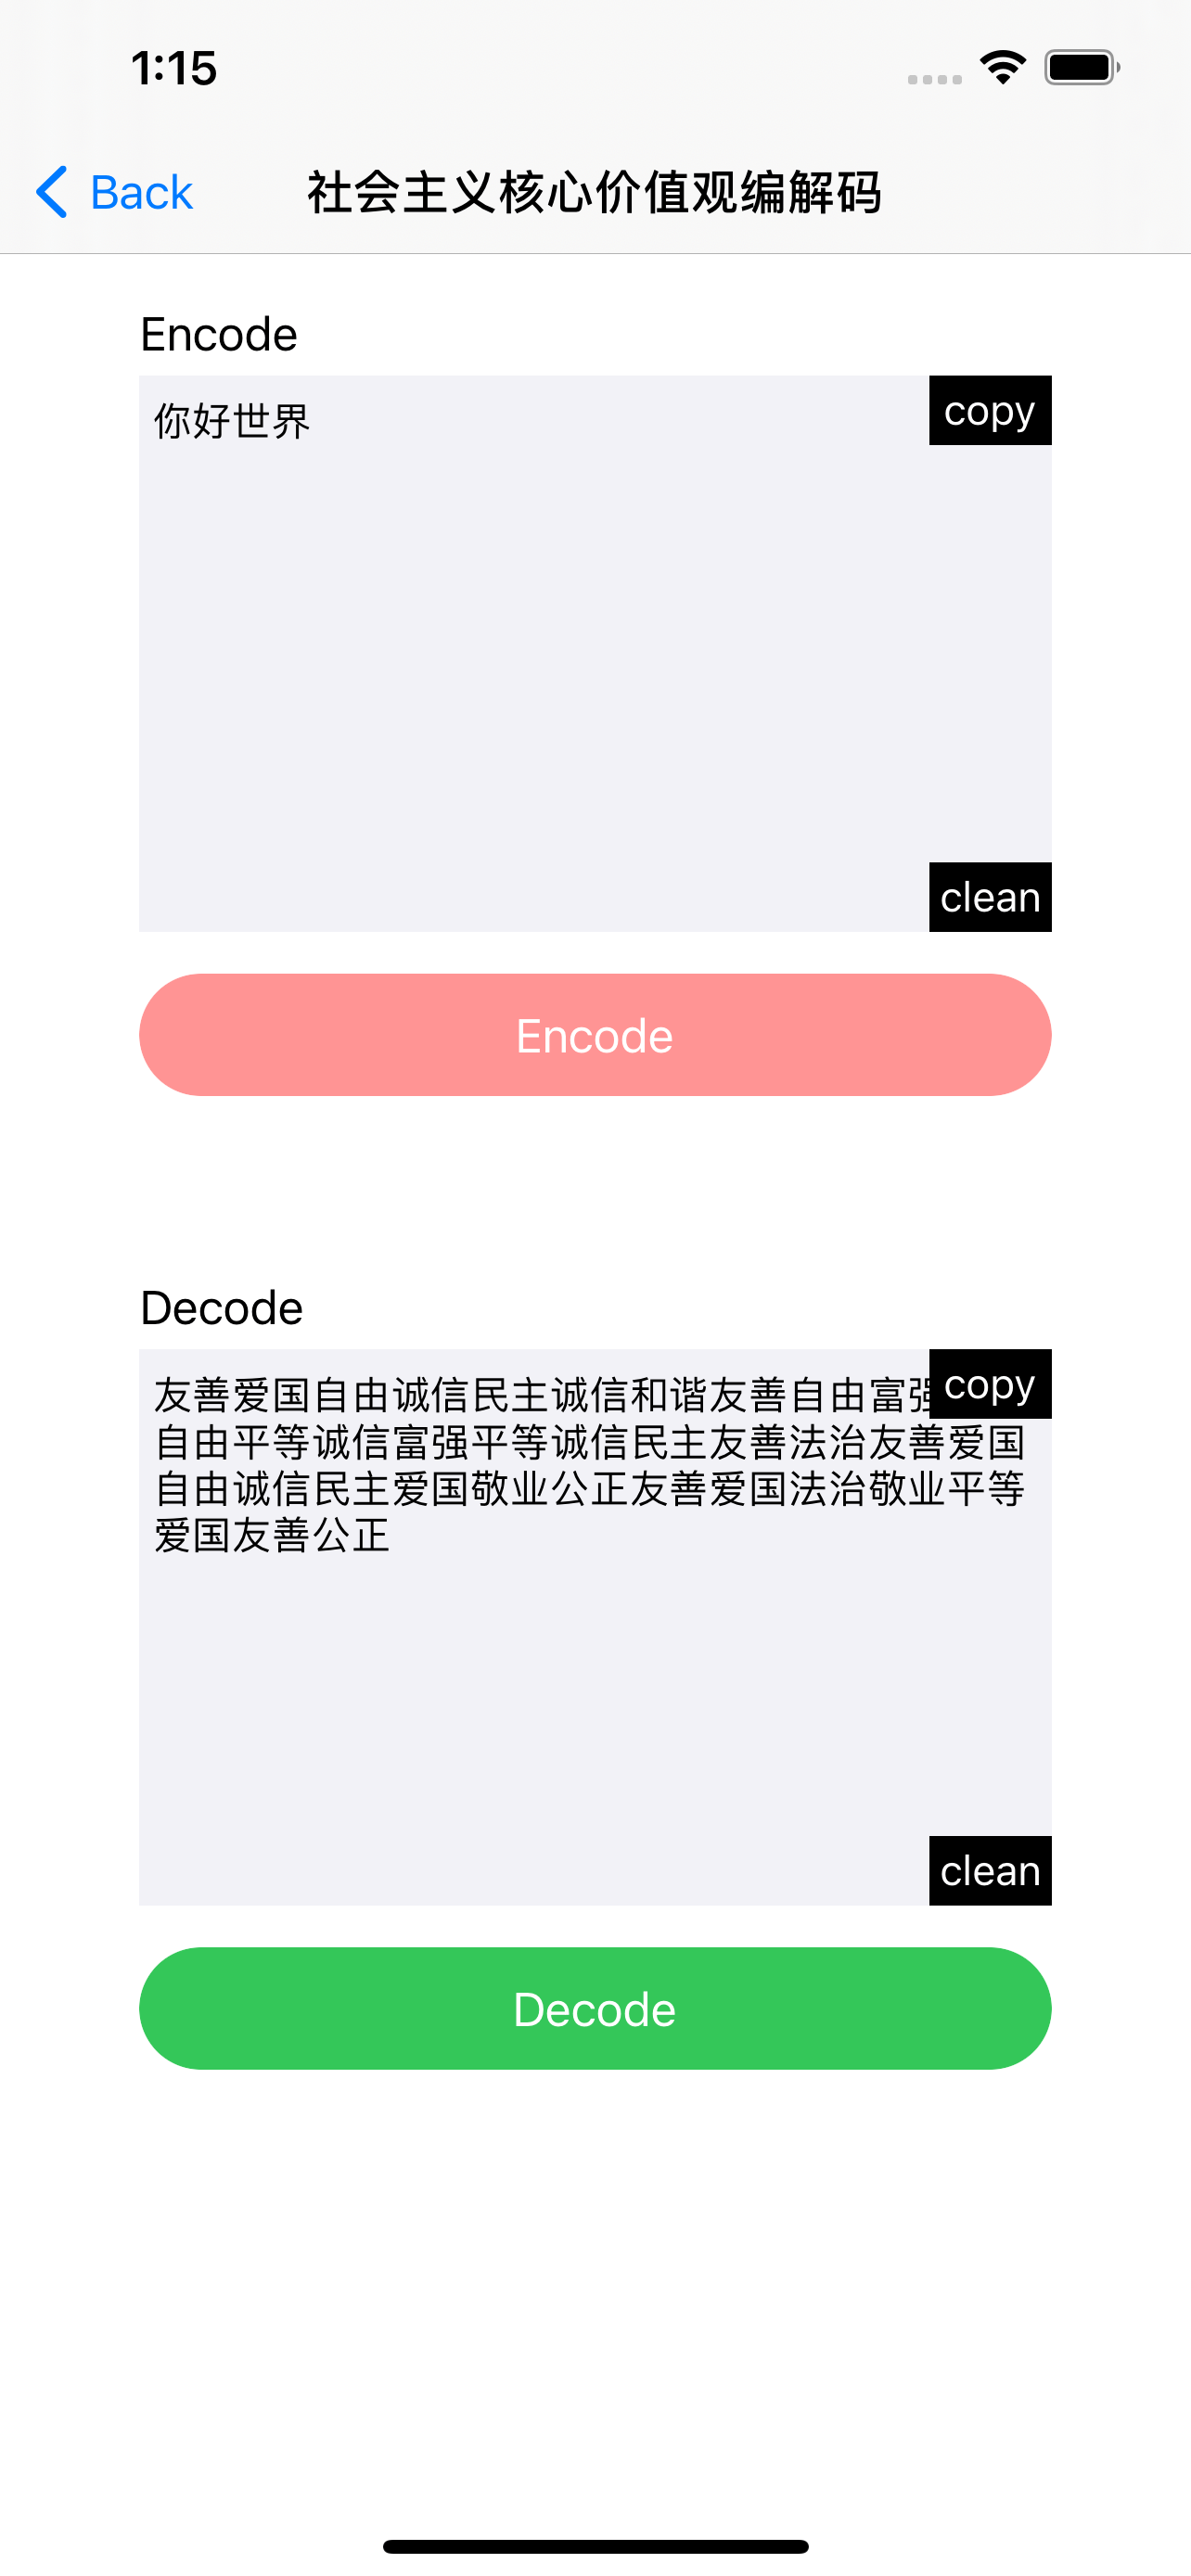 1:15
Back
社会主义核心价值观编解码
Encode
你好世界
copy
clean
Encode
Decode
友善爱国自由诚信民主诚信和谐友善自由富强
copy
自由平等诚信富强平等诚信民主友善法治友善爱国
自由诚信民主爱国敬业公正友善爱国法治敬业平等
爱国友善公正
clean
Decode